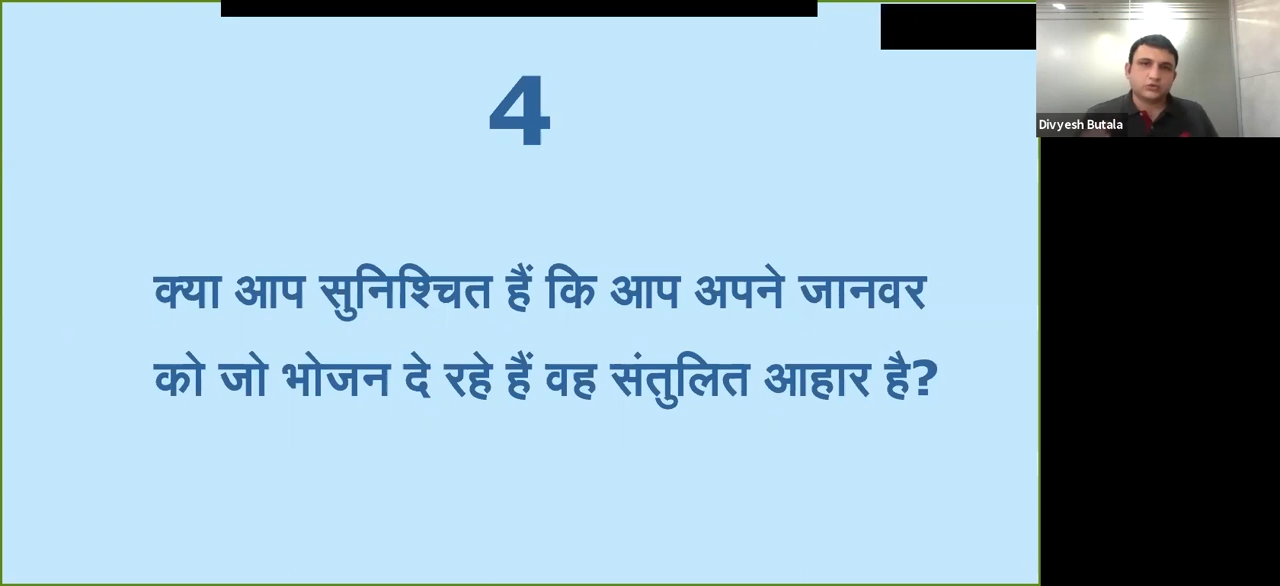 4
Divyesh Butala
क्या आप सुनिश्चित हैं कि आप अपने जानवर
को जो भोजन दे रहे हैं वह संतुलित आहार है?